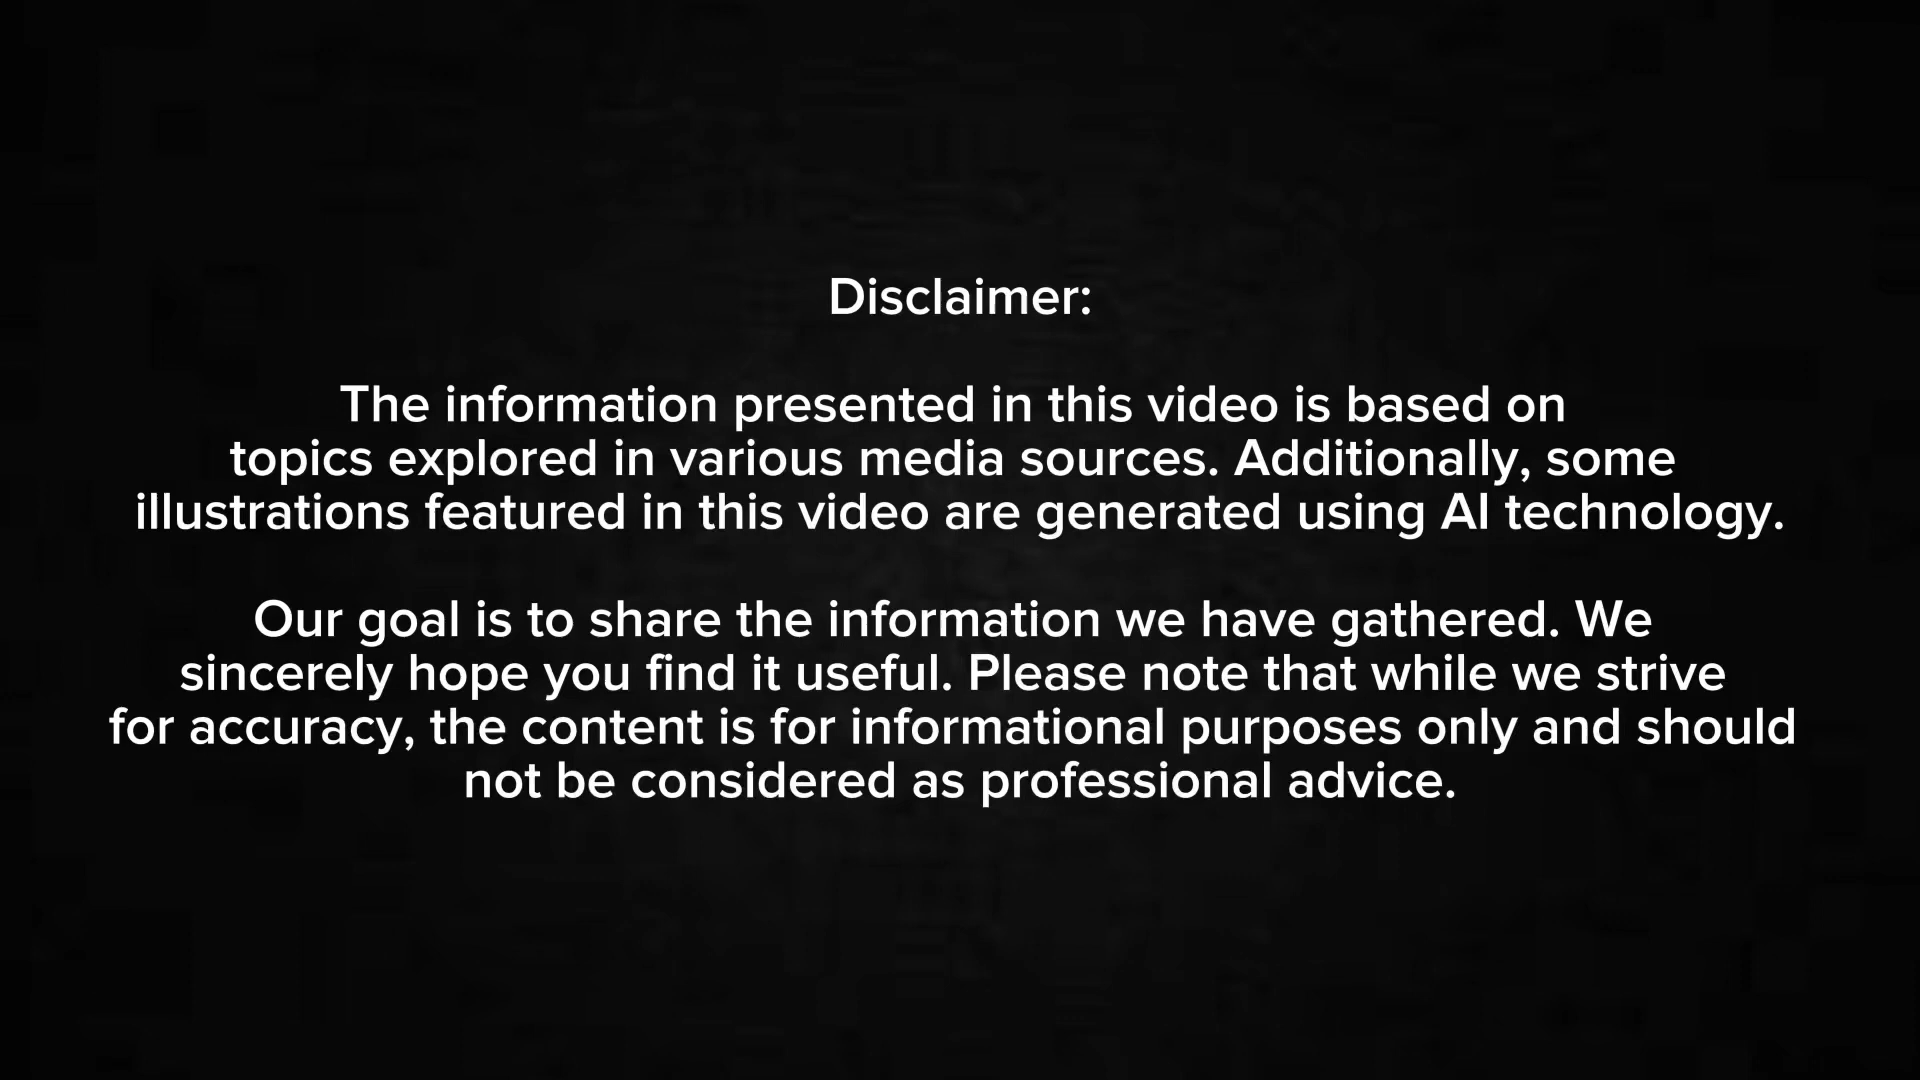 Disclaimer:
The information presented in this video is based on
topics explored in various media sources. Additionally, some
illustrations featured in this video are generated using AI technology.
Our goal is to share the information we have gathered. We
sincerely hope you find it useful. Please note that while we strive
for accuracy, the content is for informational purposes only and should
not be considered as professional advice.